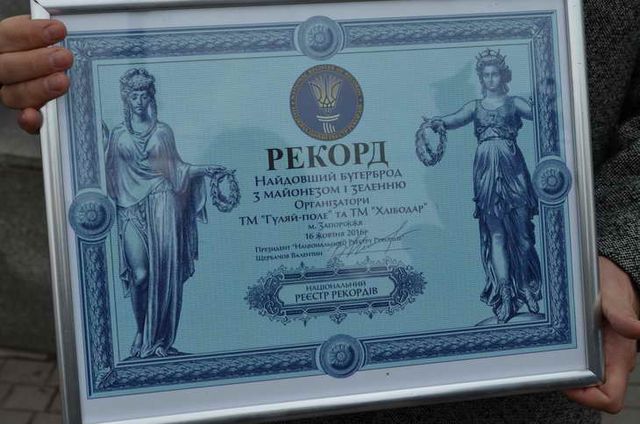 РЕКОРД
Найдовший бутерброд
з майонезом і зеленню
Організатори
ТМ "Гуляй-поле" та ТМ "Хлібодар"
м. Запоріжжя
16 жовтня 2016р
Президент "Національного Реєстру Рекордів"
Щербачов Валентин
НАЦІОНАЛЬНИЙ
РЕЄСТР РЕКОРДІВ